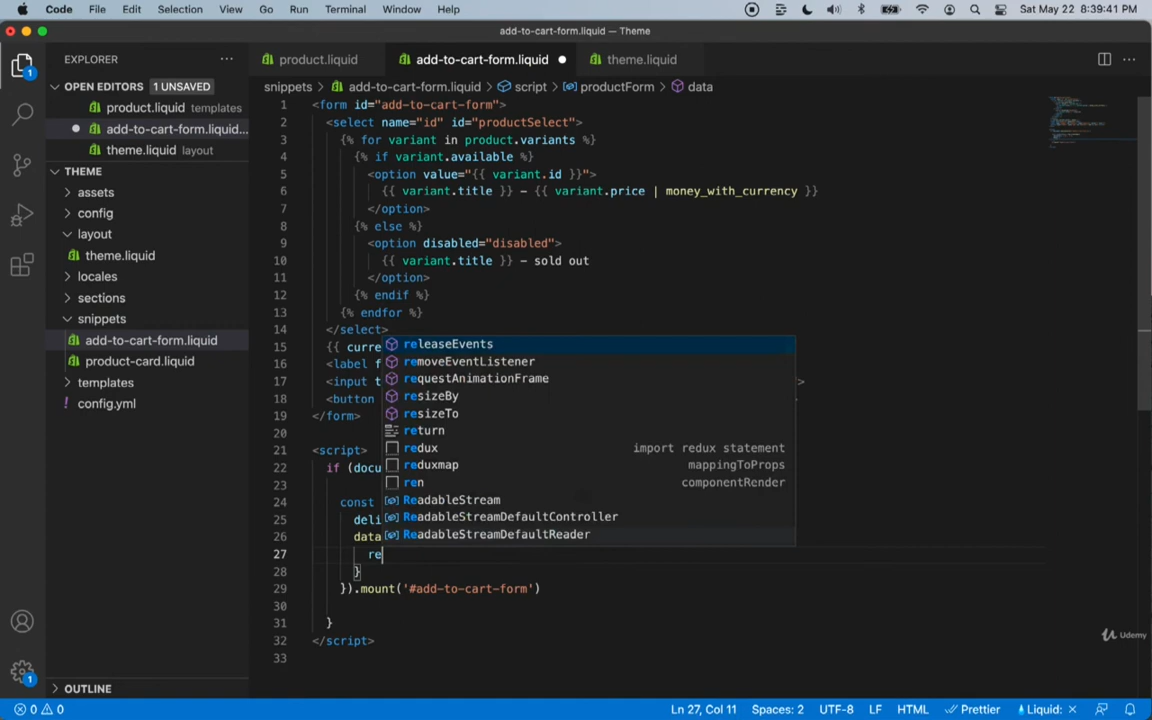 Code File Edit Selection View Go Run Terminal Window Help Sat May 22 8:39:41 PM
add-to-cart-form.liquid — Theme
EXPLORER
product.liquid add-to-cart-form.liquid theme.liquid
OPEN EDITORS 1 UNSAVED
snippets > add-to-cart-form.liquid > script > productForm > data
product.liquid templates
add-to-cart-form.liquid...
theme.liquid layout
THEME
assets
config
layout
theme.liquid
locales
sections
snippets
add-to-cart-form.liquid
product-card.liquid
templates
config.yml
OUTLINE
1 <form id="add-to-cart-form">
2 <select name="id" id="productSelect">
3 {% for variant in product.variants %}
4 {% if variant.available %}
5 <option value="{{ variant.id }}">
6 {{ variant.title }} - {{ variant.price | money_with_currency }}
7 </option>
8 {% else %}
9 <option disabled="disabled">
10 {{ variant.title }} - sold out
11 </option>
12 {% endif %}
13 {% endfor %}
14 </select>
15 {{ curre
16 <label f
17 <input t >
18 <button
19 </form>
20
21 <script>
22 if (docu
23
24 const
25 deli
26 data
27 re
28 }
29 }).mount('#add-to-cart-form')
30
31 }
32 </script>
33
releaseEvents
removeEventListener
requestAnimationFrame
resizeBy
resizeTo
return
redux import redux statement
reduxmap mappingToProps
ren componentRender
ReadableStream
ReadableStreamDefaultController
ReadableStreamDefaultReader
Udemy
1
1
0 0 Ln 27, Col 11 Spaces: 2 UTF-8 LF HTML Prettier Liquid: ×